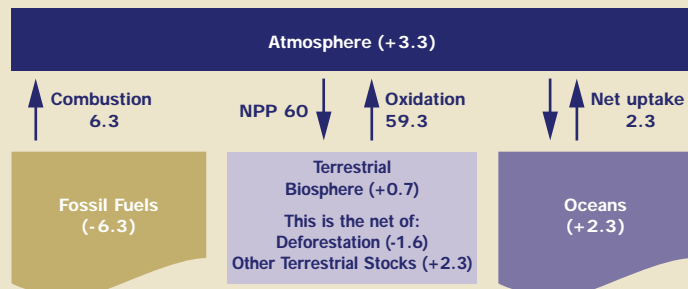 Atmosphere (+3.3)
Combustion
6.3
NPP 60
Oxidation
59.3
Net uptake
2.3
Fossil Fuels
(-6.3)
Terrestrial
Biosphere (+0.7)
This is the net of:
Deforestation (-1.6)
Other Terrestrial Stocks (+2.3)
Oceans
(+2.3)